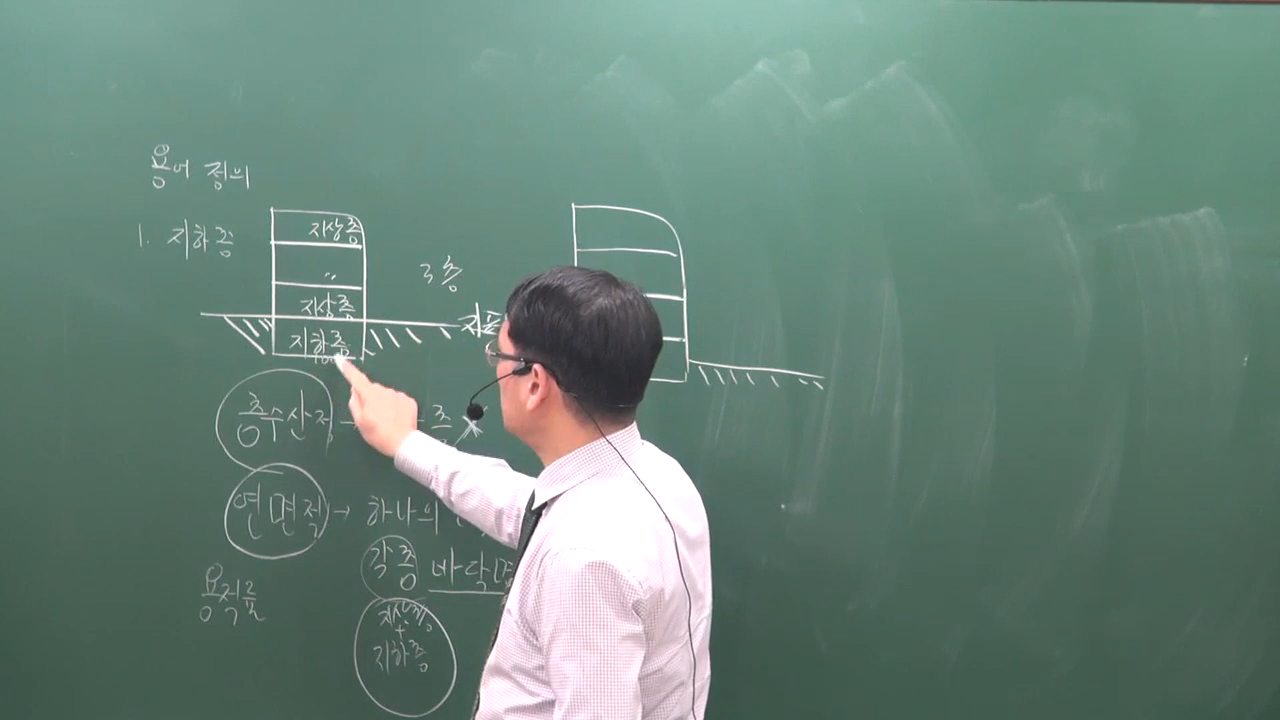 용어 정의
1. 지하층
지상층
"
지상층
지하층
3층
지표
층수산정 →
연면적 → 하나의
각층 바닥면
지상층
+
지하층
용적률